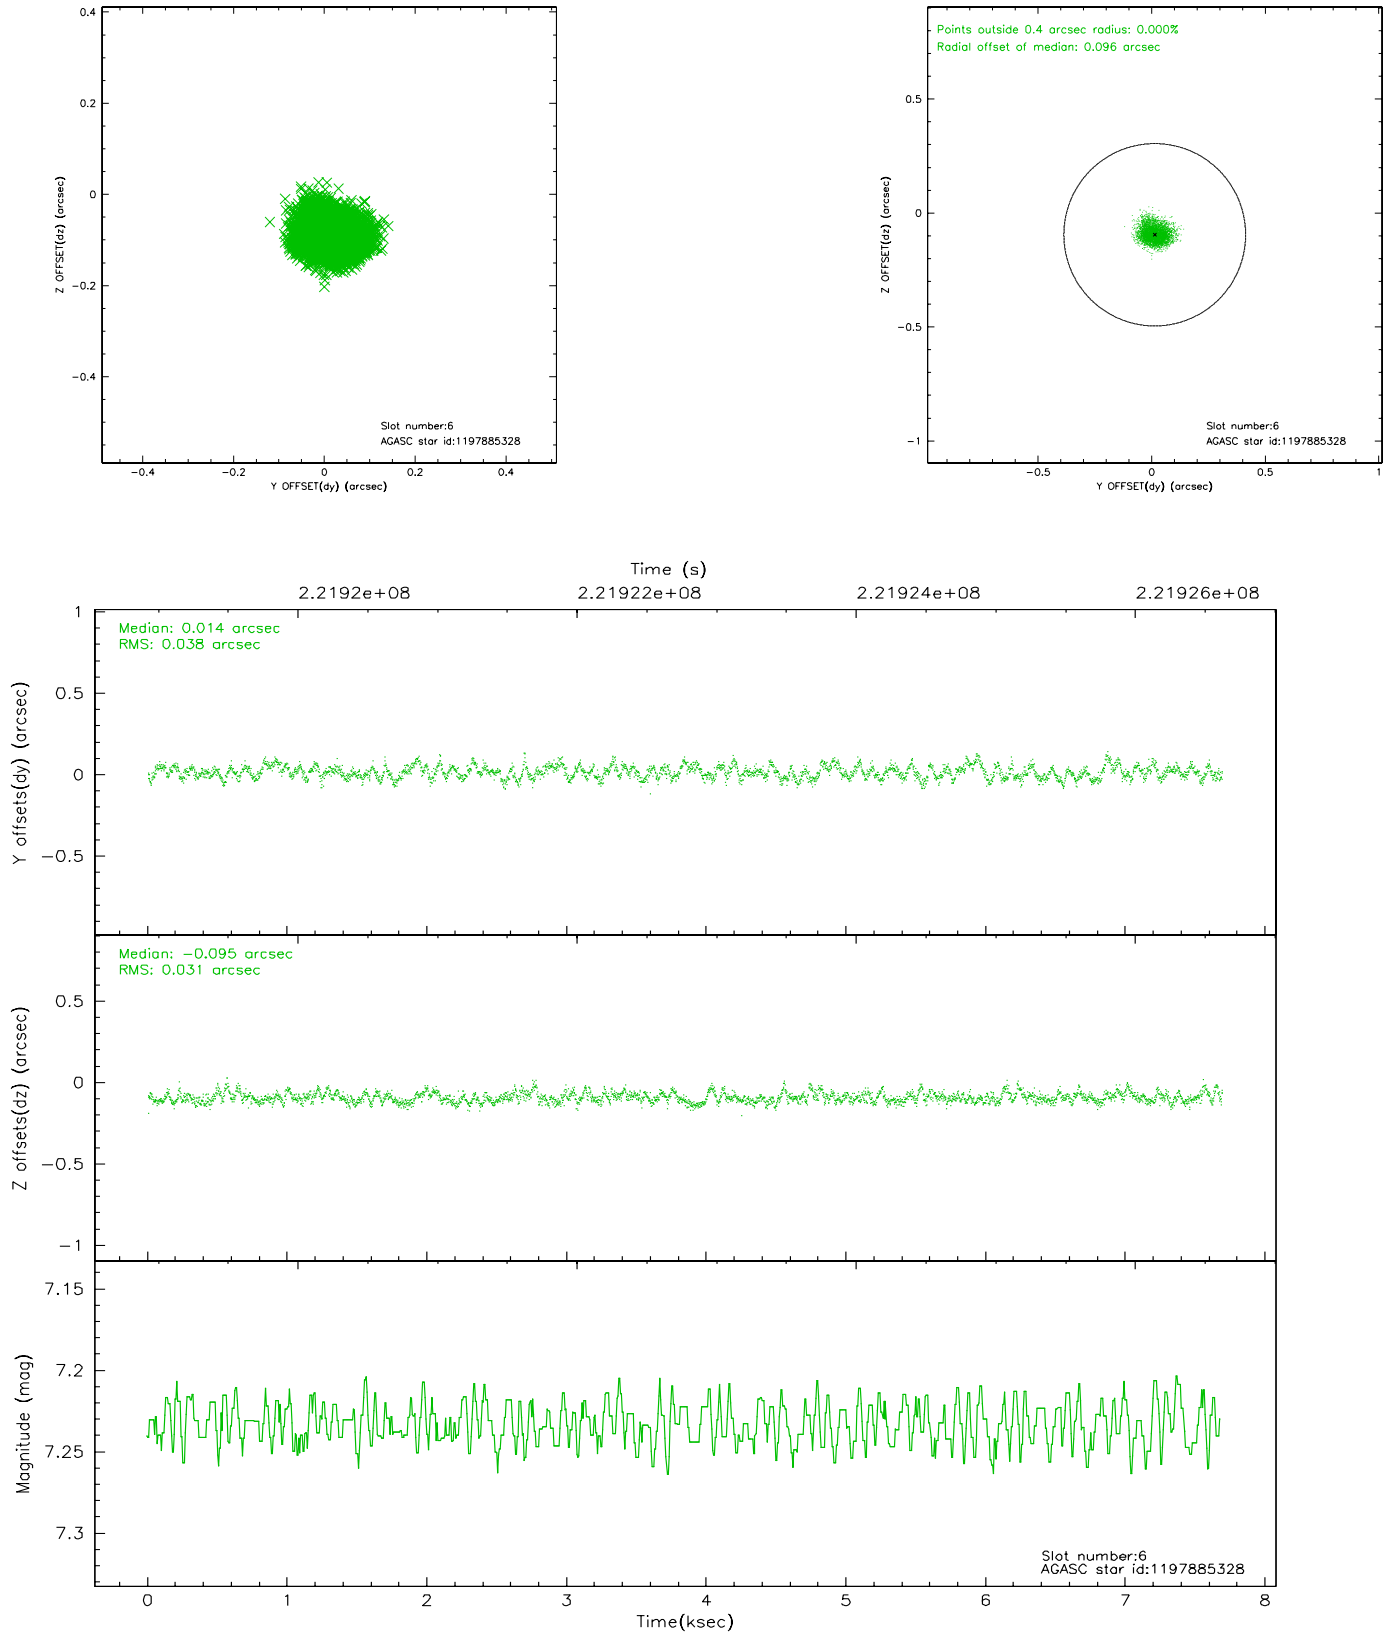 0.4
0.2
0
−0.2
−0.4
Z OFFSET(dz) (arcsec)
Slot number:6
AGASC star id:1197885328
−0.4 −0.2 0 0.2 0.4
Y OFFSET(dy) (arcsec)
Points outside 0.4 arcsec radius: 0.000%
Radial offset of median: 0.096 arcsec
0.5
0
−0.5
−1
Z OFFSET(dz) (arcsec)
Slot number:6
AGASC star id:1197885328
−0.5 0 0.5 1
Y OFFSET(dy) (arcsec)
Time (s)
2.2192e+08 2.21922e+08 2.21924e+08 2.21926e+08
Median: 0.014 arcsec
RMS: 0.038 arcsec
1
0.5
0
−0.5
Y offsets(dy) (arcsec)
Median: −0.095 arcsec
RMS: 0.031 arcsec
0.5
0
−0.5
−1
Z offsets(dz) (arcsec)
7.15
7.2
7.25
7.3
Magnitude (mag)
Slot number:6
AGASC star id:1197885328
0 1 2 3 4 5 6 7 8
Time(ksec)